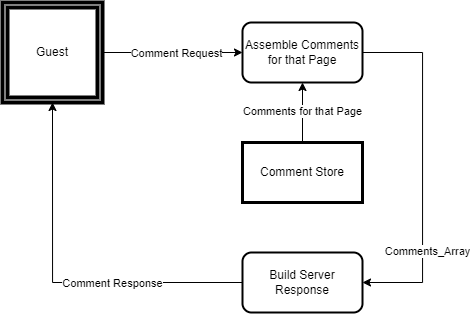 Guest
Comment Request
Assemble Comments
for that Page
Comments for that Page
Comment Store
Comments_Array
Comment Response
Build Server
Response